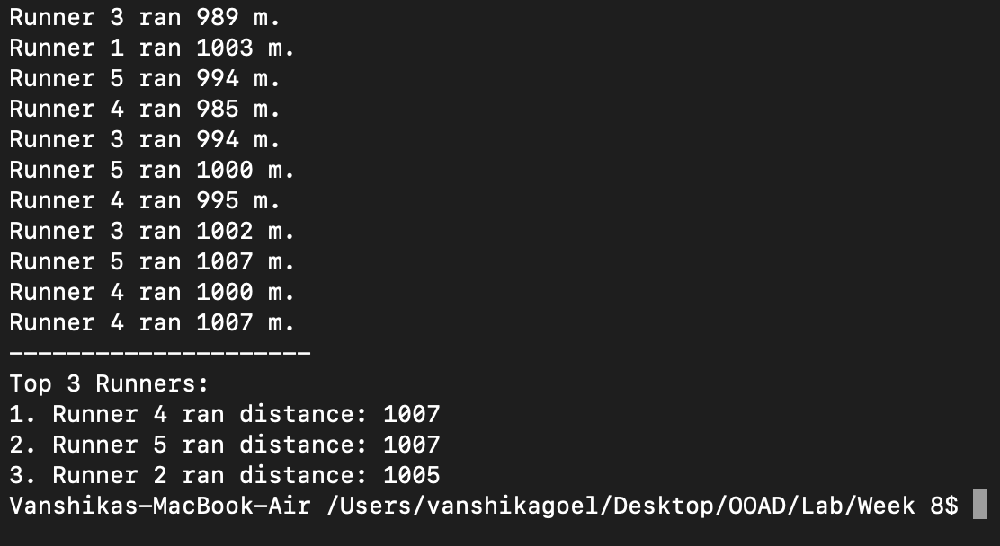 Runner 3 ran 989 m.
Runner 1 ran 1003 m.
Runner 5 ran 994 m.
Runner 4 ran 985 m.
Runner 3 ran 994 m.
Runner 5 ran 1000 m.
Runner 4 ran 995 m.
Runner 3 ran 1002 m.
Runner 5 ran 1007 m.
Runner 4 ran 1000 m.
Runner 4 ran 1007 m.
---------------------
Top 3 Runners:
1. Runner 4 ran distance: 1007
2. Runner 5 ran distance: 1007
3. Runner 2 ran distance: 1005
Vanshikas-MacBook-Air /Users/vanshikagoel/Desktop/OOAD/Lab/Week 8$